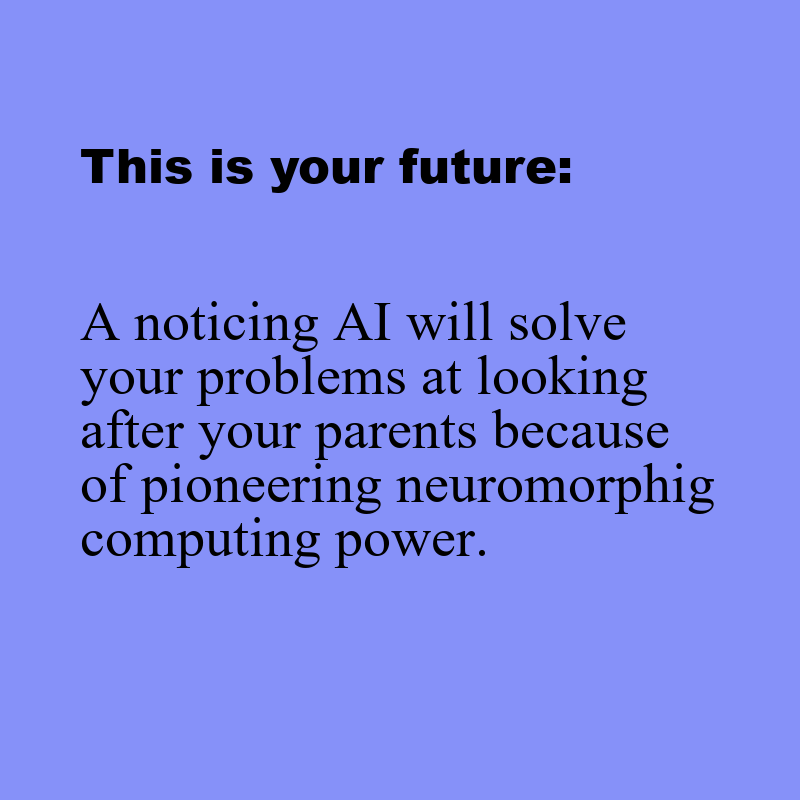 This is your future:
A noticing AI will solve
your problems at looking
after your parents because
of pioneering neuromorphig
computing power.